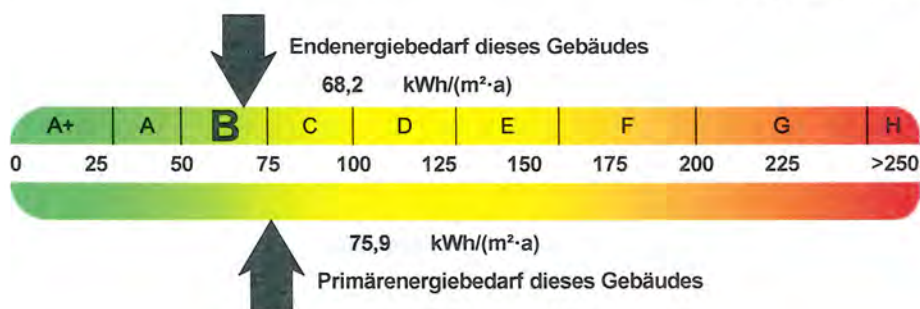 Endenergiebedarf dieses Gebäudes
68,2 kWh/(m²·a)
A+ A B C D E F G H
0 25 50 75 100 125 150 175 200 225 >250
75,9 kWh/(m²·a)
Primärenergiebedarf dieses Gebäudes